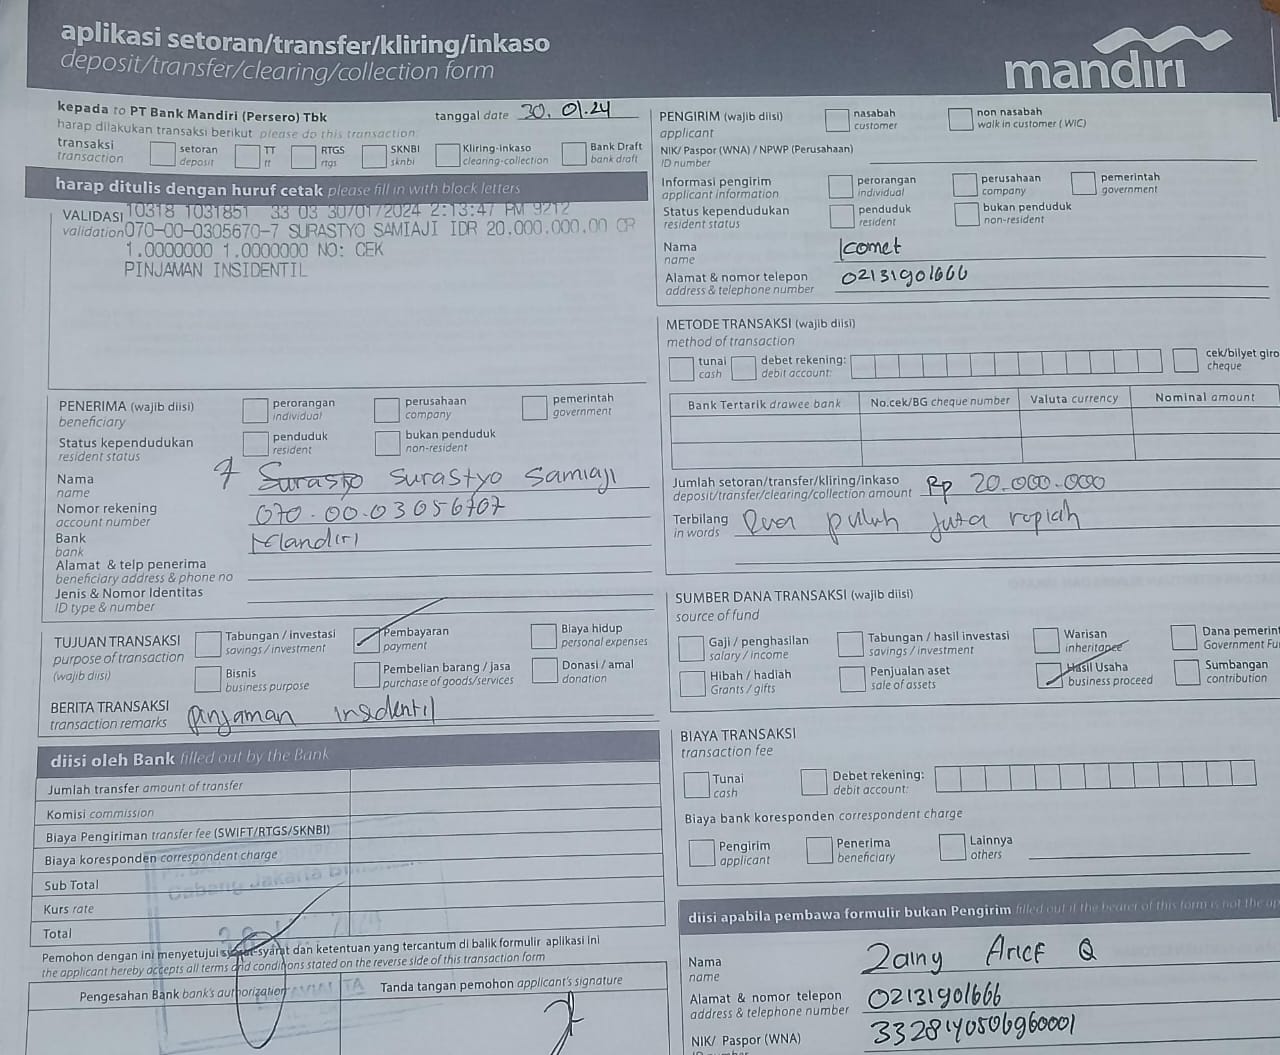 aplikasi setoran/transfer/kliring/inkaso
deposit/transfer/clearing/collection form
mandiri
kepada to PT Bank Mandiri (Persero) Tbk
tanggal date 30. 01.24
harap dilakukan transaksi berikut please do this transaction
transaksi
transaction
setoran
deposit
TT
tt
RTGS
rtgs
SKNBI
sknbi
Kliring-inkaso
clearing-collection
Bank Draft
bank draft
harap ditulis dengan huruf cetak please fill in with block letters
VALIDASI
validation
10318 1031851 33 03 30/01/2024 2:13:47 PM 9212
070-00-0305670-7 SURASTYO SAMIAJI IDR 20.000.000.00 CR
1.0000000 1.0000000 NO: CEK
PINJAMAN INSIDENTIL
PENERIMA (wajib diisi)
beneficiary
perorangan
individual
perusahaan
company
pemerintah
government
Status kependudukan
resident status
penduduk
resident
bukan penduduk
non-resident
Nama
name
Surastyo Samiaji
Nomor rekening
account number
070.00.03056707
Bank
bank
Mandiri
Alamat & telp penerima
beneficiary address & phone no
Jenis & Nomor Identitas
ID type & number
TUJUAN TRANSAKSI
purpose of transaction
(wajib diisi)
Tabungan / investasi
savings / investment
Pembayaran
payment
Biaya hidup
personal expenses
Bisnis
business purpose
Pembelian barang / jasa
purchase of goods/services
Donasi / amal
donation
BERITA TRANSAKSI
transaction remarks
pinjaman insidentil
diisi oleh Bank filled out by the Bank
Jumlah transfer amount of transfer
Komisi commission
Biaya Pengiriman transfer fee (SWIFT/RTGS/SKNBI)
Biaya koresponden correspondent charge
Sub Total
Kurs rate
Total
Pemohon dengan ini menyetujui syarat-syarat dan ketentuan yang tercantum di balik formulir aplikasi ini
the applicant hereby accepts all terms and conditions stated on the reverse side of this transaction form
Pengesahan Bank bank's authorization
Tanda tangan pemohon applicant's signature
PENGIRIM (wajib diisi)
applicant
nasabah
customer
non nasabah
walk in customer ( WIC)
NIK/ Paspor (WNA) / NPWP (Perusahaan)
ID number
Informasi pengirim
applicant information
perorangan
individual
perusahaan
company
pemerintah
government
Status kependudukan
resident status
penduduk
resident
bukan penduduk
non-resident
Nama
name
Komet
Alamat & nomor telepon
address & telephone number
02131901666
METODE TRANSAKSI (wajib diisi)
method of transaction
tunai
cash
debet rekening:
debit account:
cek/bilyet giro
cheque
Bank Tertarik drawee bank
No.cek/BG cheque number
Valuta currency
Nominal amount
Jumlah setoran/transfer/kliring/inkaso
deposit/transfer/clearing/collection amount
Rp 20.000.000
Terbilang
in words
Dua puluh juta rupiah
SUMBER DANA TRANSAKSI (wajib diisi)
source of fund
Gaji / penghasilan
salary / income
Tabungan / hasil investasi
savings / investment
Warisan
inheritance
Dana pemerin
Government Fu
Hibah / hadiah
Grants / gifts
Penjualan aset
sale of assets
Hasil Usaha
business proceed
Sumbangan
contribution
BIAYA TRANSAKSI
transaction fee
Tunai
cash
Debet rekening:
debit account:
Biaya bank koresponden correspondent charge
Pengirim
applicant
Penerima
beneficiary
Lainnya
others
diisi apabila pembawa formulir bukan Pengirim filled out if the bearer of this form is not the ap
Nama
name
Zainy Arief Q
Alamat & nomor telepon
address & telephone number
02131901666
NIK/ Paspor (WNA)
3328140506960001